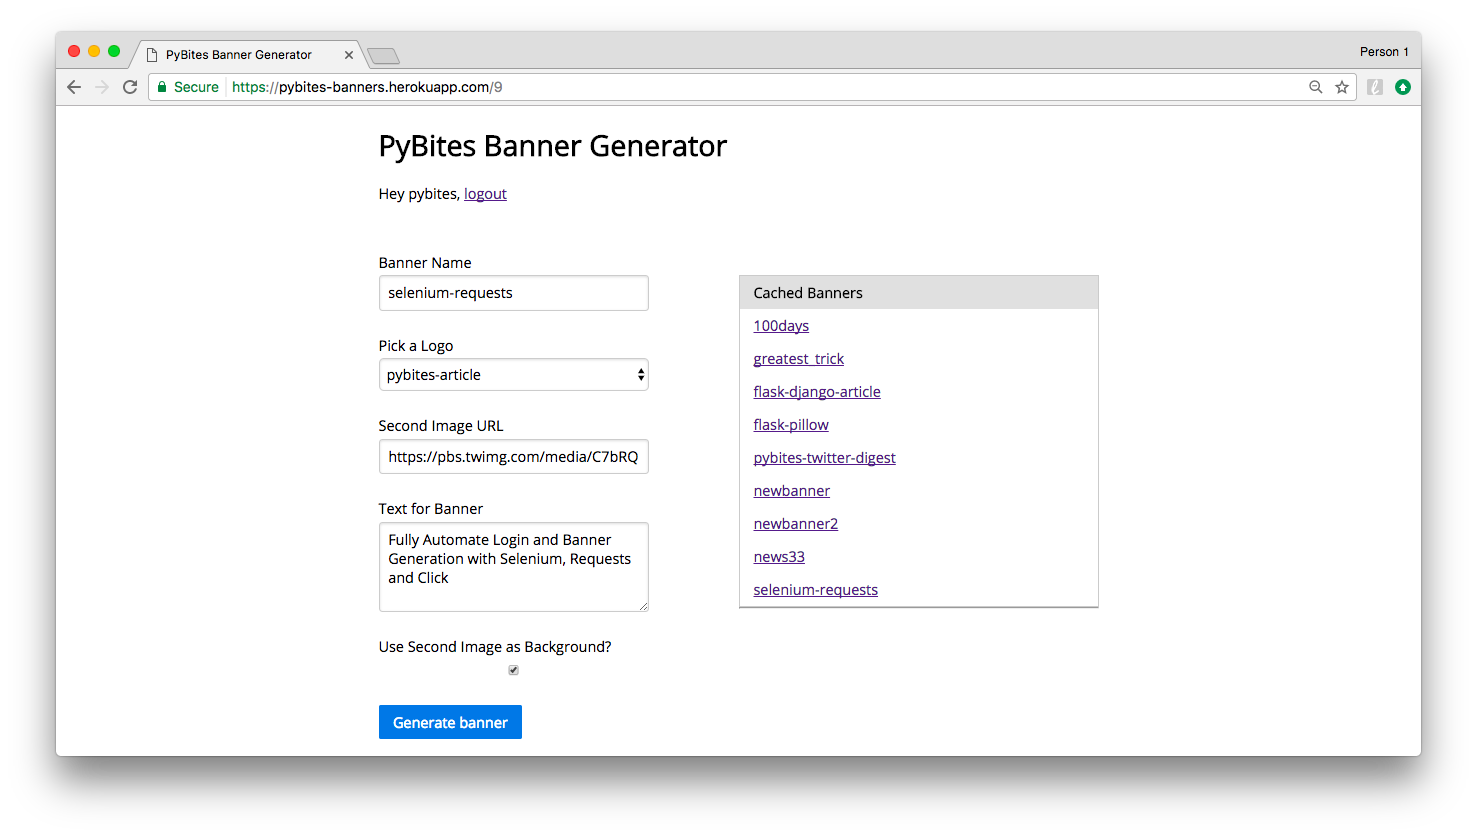 PyBites Banner Generator
Person 1
Secure https://pybites-banners.herokuapp.com/9
PyBites Banner Generator
Hey pybites, logout
Banner Name
selenium-requests
Pick a Logo
pybites-article
Second Image URL
https://pbs.twimg.com/media/C7bRQ
Text for Banner
Fully Automate Login and Banner
Generation with Selenium, Requests
and Click
Use Second Image as Background?
Generate banner
Cached Banners
100days
greatest_trick
flask-django-article
flask-pillow
pybites-twitter-digest
newbanner
newbanner2
news33
selenium-requests